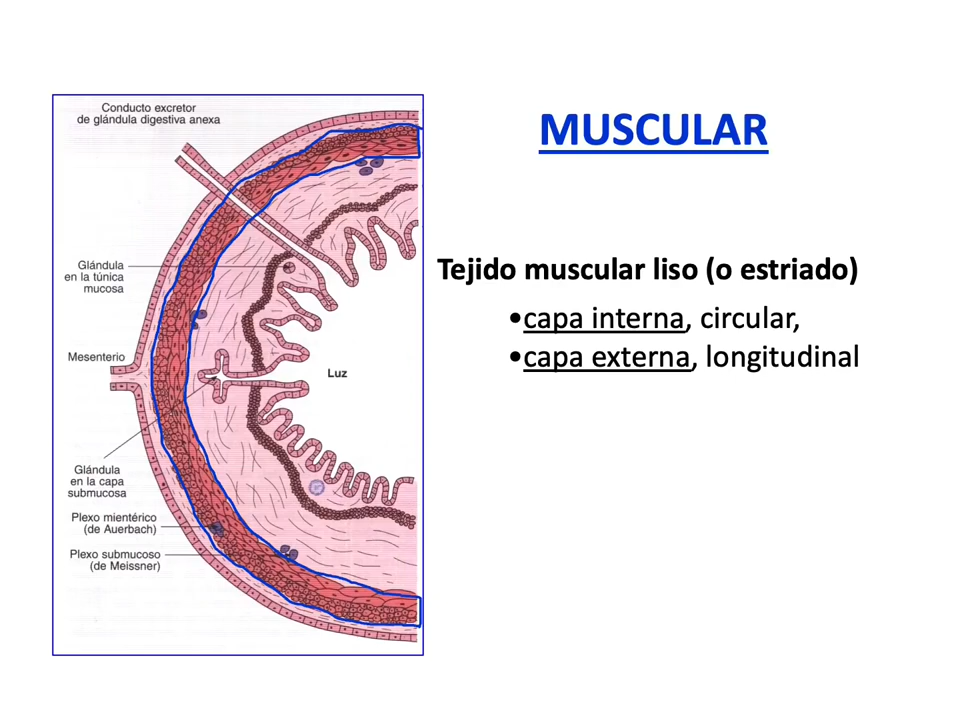 Conducto excretor
de glándula digestiva anexa
MUSCULAR
Glándula
en la túnica
mucosa
Tejido muscular liso (o estriado)
•capa interna, circular,
•capa externa, longitudinal
Mesenterio
Luz
Glándula
en la capa
submucosa
Plexo mientérico
(de Auerbach)
Plexo submucoso
(de Meissner)